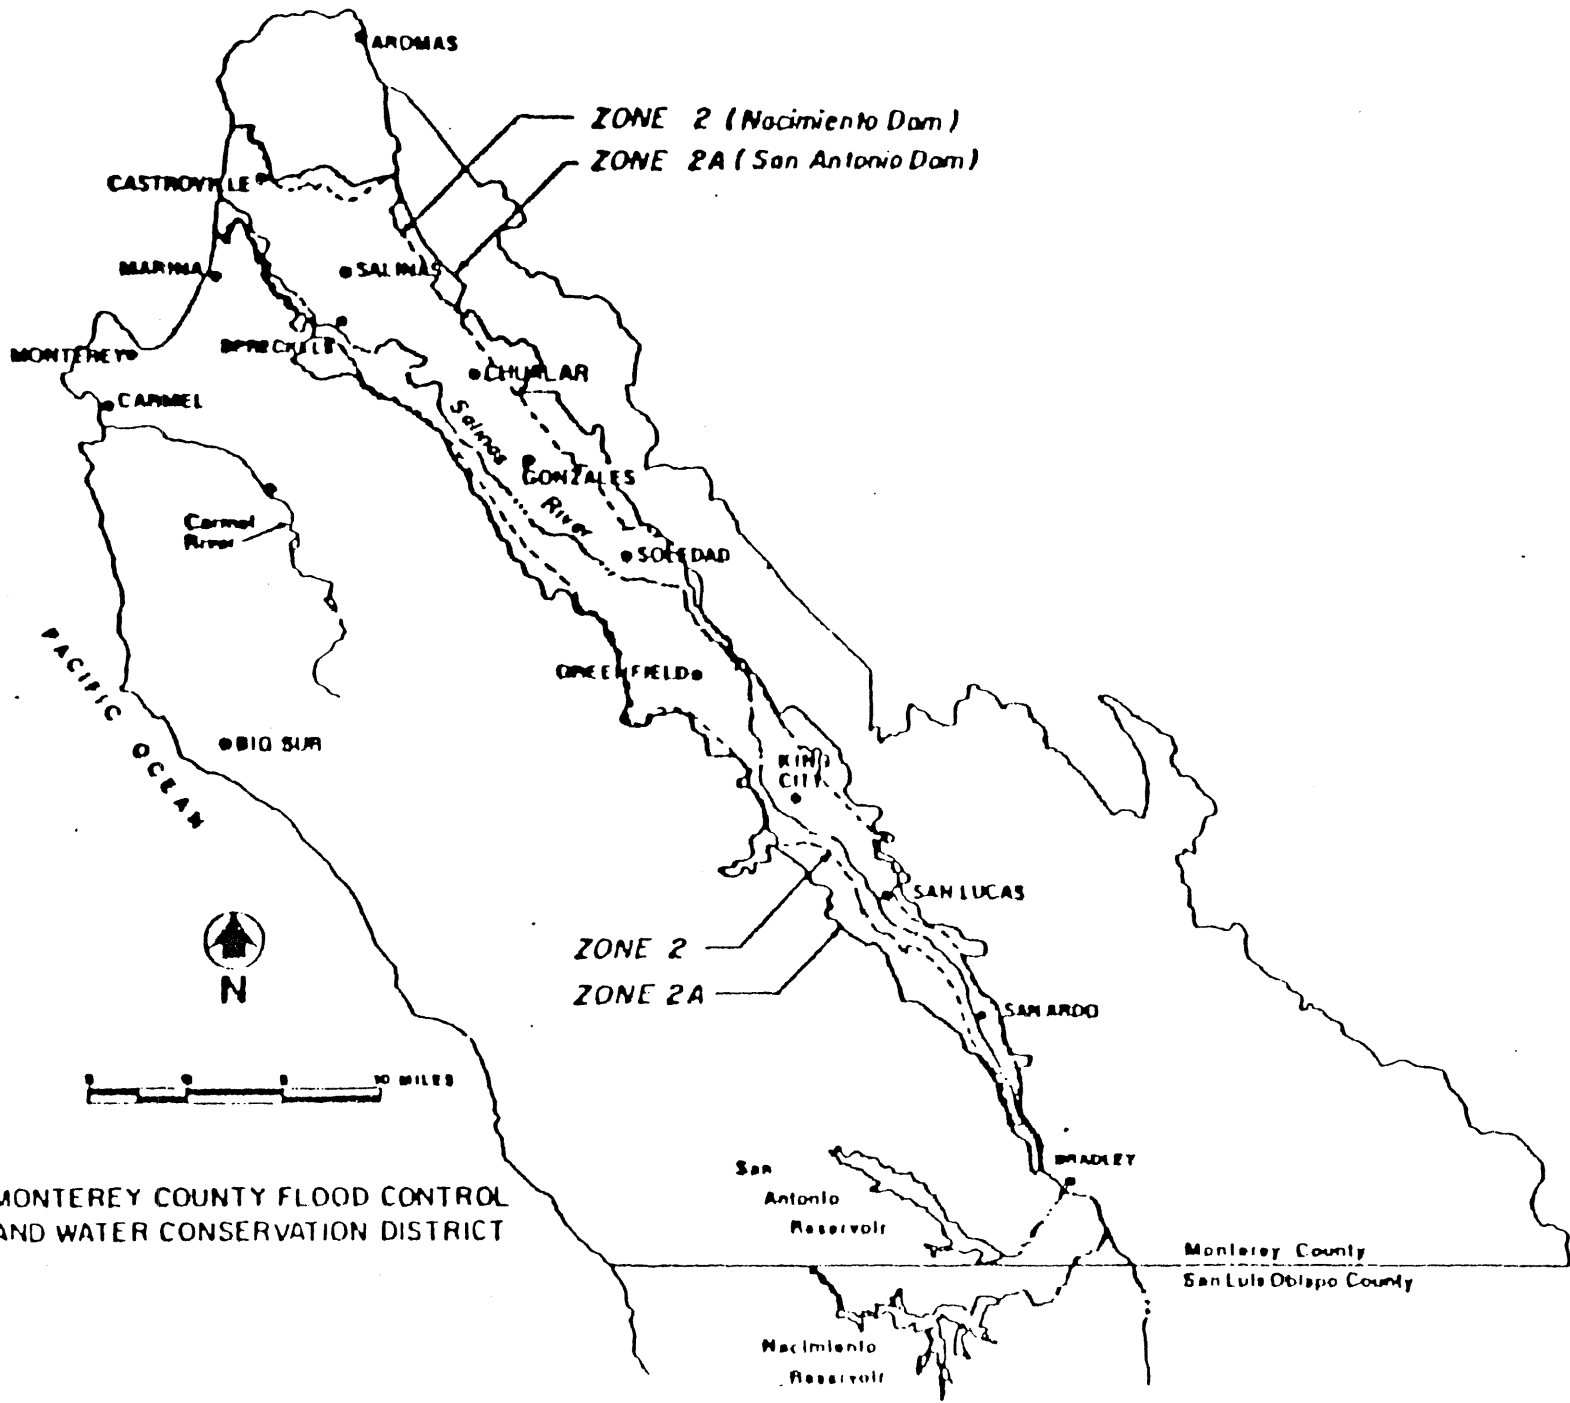 AROMAS
ZONE 2 (Nacimiento Dam)
ZONE 2A (San Antonio Dam)
CASTROVILLE
MARINA
SALINAS
MONTEREY
SPRECKELS
CHUALAR
CARMEL
Salinas
River
GONZALES
Carmel
River
SOLEDAD
GREENFIELD
PACIFIC OCEAN
BIG SUR
KING
CITY
SAN LUCAS
ZONE 2
ZONE 2A
N
SAN ARDO
10 MILES
BRADLEY
San
Antonio
Reservoir
MONTEREY COUNTY FLOOD CONTROL
AND WATER CONSERVATION DISTRICT
Monterey County
San Luis Obispo County
Nacimiento
Reservoir